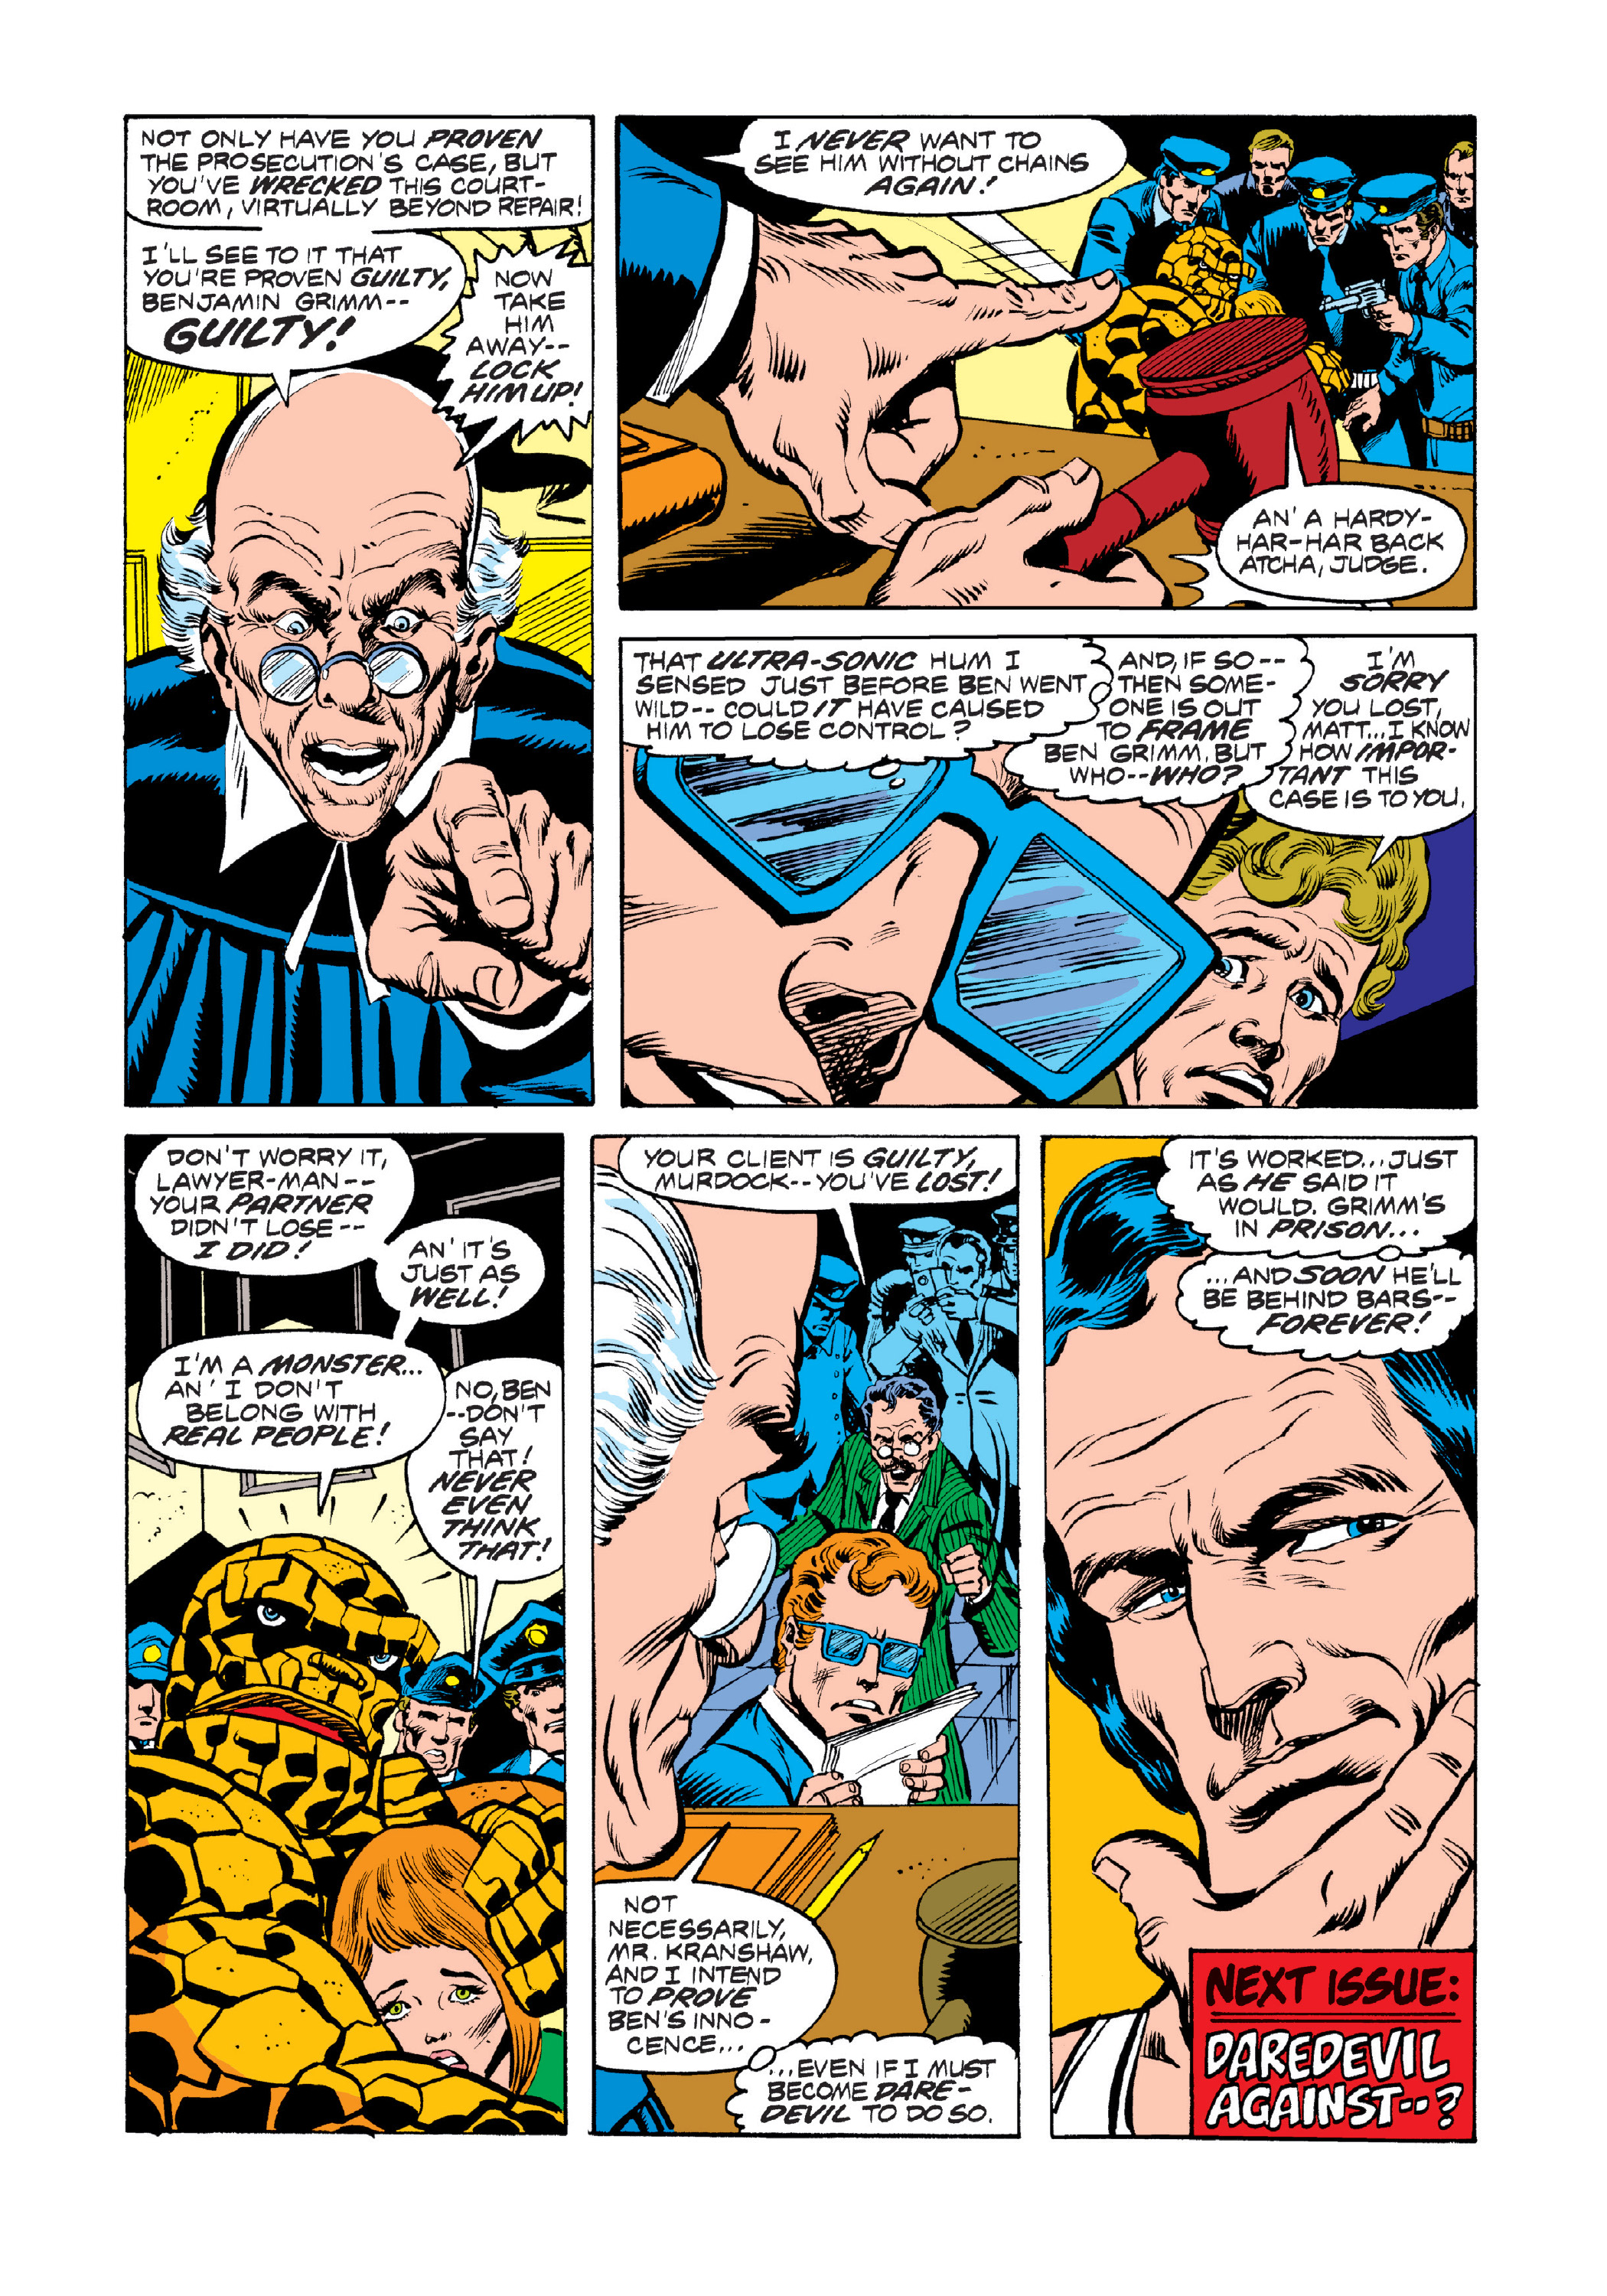 NOT ONLY HAVE YOU PROVEN
THE PROSECUTION'S CASE, BUT
YOU'VE WRECKED THIS COURT-
ROOM, VIRTUALLY BEYOND REPAIR!
I'LL SEE TO IT THAT
YOU'RE PROVEN GUILTY,
BENJAMIN GRIMM--
GUILTY!
NOW
TAKE
HIM
AWAY--
LOCK
HIM UP!
I NEVER WANT TO
SEE HIM WITHOUT CHAINS
AGAIN!
AN' A HARDY-
HAR-HAR BACK
ATCHA, JUDGE.
THAT ULTRA-SONIC HUM I
SENSED JUST BEFORE BEN WENT
WILD-- COULD IT HAVE CAUSED
HIM TO LOSE CONTROL?
AND, IF SO--
THEN SOME-
ONE IS OUT
TO FRAME
BEN GRIMM. BUT
WHO--WHO?
I'M
SORRY
YOU LOST,
MATT...I KNOW
HOW IMPOR-
TANT THIS
CASE IS TO YOU.
DON'T WORRY IT,
LAWYER-MAN--
YOUR PARTNER
DIDN'T LOSE--
I DID!
AN' IT'S
JUST AS
WELL!
I'M A MONSTER...
AN' I DON'T
BELONG WITH
REAL PEOPLE!
NO, BEN
--DON'T
SAY
THAT!
NEVER
EVEN
THINK
THAT!
YOUR CLIENT IS GUILTY,
MURDOCK--YOU'VE LOST!
NOT
NECESSARILY,
MR. KRANSHAW,
AND I INTEND
TO PROVE
BEN'S INNO-
CENCE...
...EVEN IF I MUST
BECOME DARE-
DEVIL TO DO SO.
IT'S WORKED...JUST
AS HE SAID IT
WOULD. GRIMM'S
IN PRISON...
...AND SOON HE'LL
BE BEHIND BARS--
FOREVER!
NEXT ISSUE:
DAREDEVIL
AGAINST--?